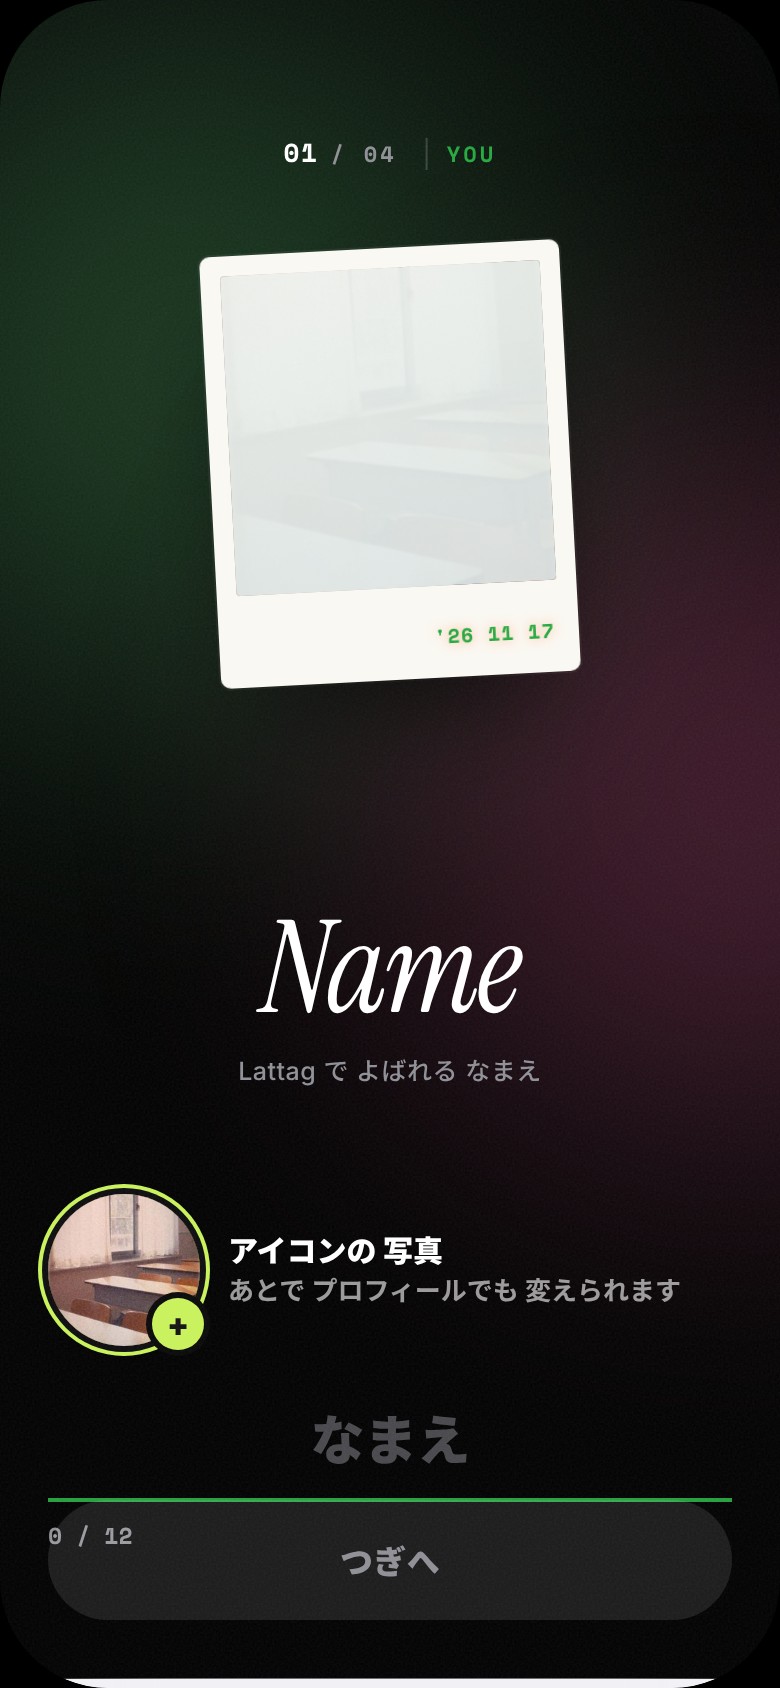 01 / 04 YOU
'26 11 17
Name
Lattag で よばれる なまえ
アイコンの 写真
あとで プロフィールでも 変えられます
+
なまえ
0 / 12
つぎへ